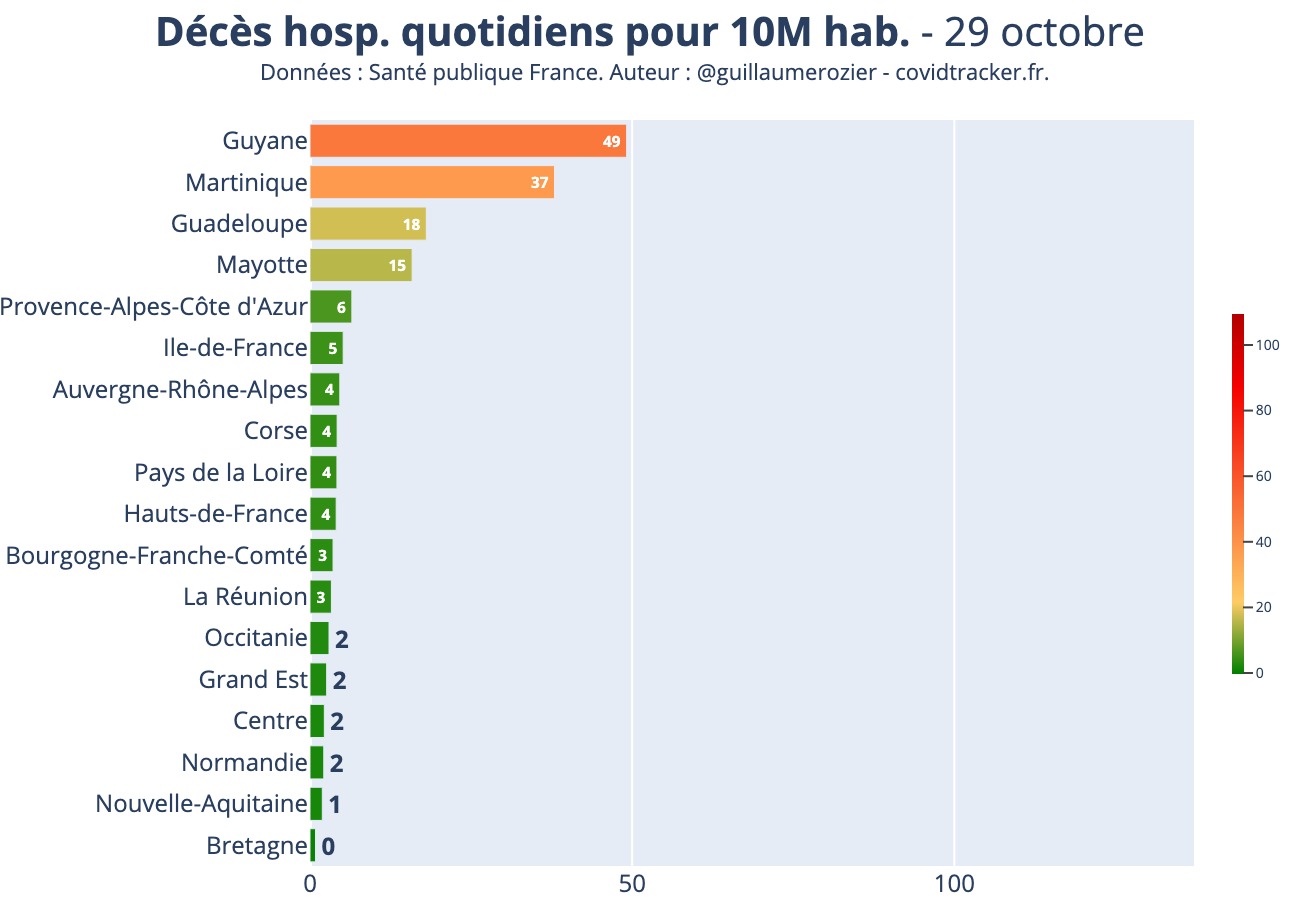 Décès hosp. quotidiens pour 10M hab. - 29 octobre
Données : Santé publique France. Auteur : @guillaumerozier - covidtracker.fr.
Guyane 49
Martinique 37
Guadeloupe 18
Mayotte 15
Provence-Alpes-Côte d'Azur 6
Ile-de-France 5
Auvergne-Rhône-Alpes 4
Corse 4
Pays de la Loire 4
Hauts-de-France 4
Bourgogne-Franche-Comté 3
La Réunion 3
Occitanie 2
Grand Est 2
Centre 2
Normandie 2
Nouvelle-Aquitaine 1
Bretagne 0
0 50 100
100
80
60
40
20
0